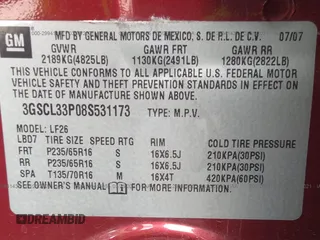 GM
MFD BY GENERAL MOTORS DE MEXICO, S. DE R.L. DE C.V. 07/07
GVWR GAWR FRT GAWR RR
2189KG(4825LB) 1130KG(2491LB) 1280KG(2822LB)
THIS VEHICLE CONFORMS TO ALL APPLICABLE U.S. FEDERAL MOTOR
VEHICLE SAFETY AND THEFT PREVENTION STANDARDS IN EFFECT ON
THE DATE OF MANUFACTURE SHOWN ABOVE.
3GSCL33P08S531173 TYPE: M.P.V.
MODEL: LF26
LBD7 TIRE SIZE SPEED RTG RIM COLD TIRE PRESSURE
FRT P235/65R16 S 16X6.5J 210KPA(30PSI)
RR P235/65R16 S 16X6.5J 210KPA(30PSI)
SPA T135/70R16 M 16X4T 420KPA(60PSI)
SEE OWNER'S MANUAL FOR ADDITIONAL INFORMATION.
DREAMBID